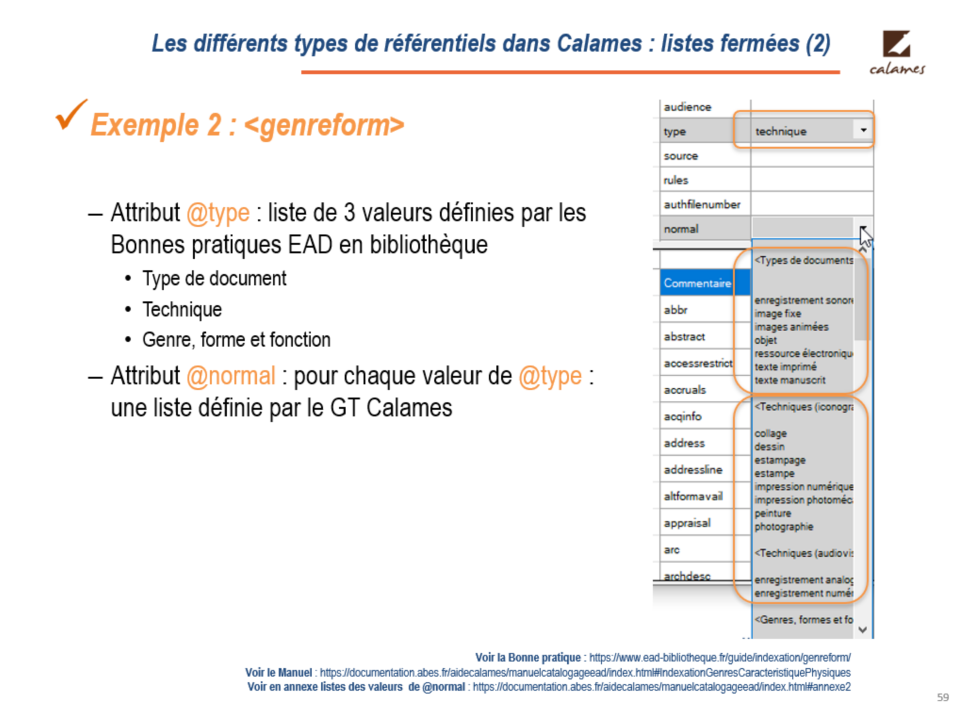 Les différents types de référentiels dans Calames : listes fermées (2)
calames
Exemple 2 : <genreform>
– Attribut @type : liste de 3 valeurs définies par les
Bonnes pratiques EAD en bibliothèque
• Type de document
• Technique
• Genre, forme et fonction
– Attribut @normal : pour chaque valeur de @type :
une liste définie par le GT Calames
audience
type technique
source
rules
authfilenumber
normal
Commentaire
abbr
abstract
accessrestrict
accruals
acqinfo
address
addressline
altformavail
appraisal
arc
archdesc
<Types de documents
enregistrement sonore
image fixe
images animées
objet
ressource électronique
texte imprimé
texte manuscrit
<Techniques (iconogra
collage
dessin
estampage
estampe
impression numérique
impression photoméc
peinture
photographie
<Techniques (audiovis
enregistrement analog
enregistrement numér
<Genres, formes et fo
Voir la Bonne pratique : https://www.ead-bibliotheque.fr/guide/indexation/genreform/
Voir le Manuel : https://documentation.abes.fr/aidecalames/manuelcatalogageead/index.html#IndexationGenresCaracteristiquePhysiques
Voir en annexe listes des valeurs de @normal : https://documentation.abes.fr/aidecalames/manuelcatalogageead/index.html#annexe2
59